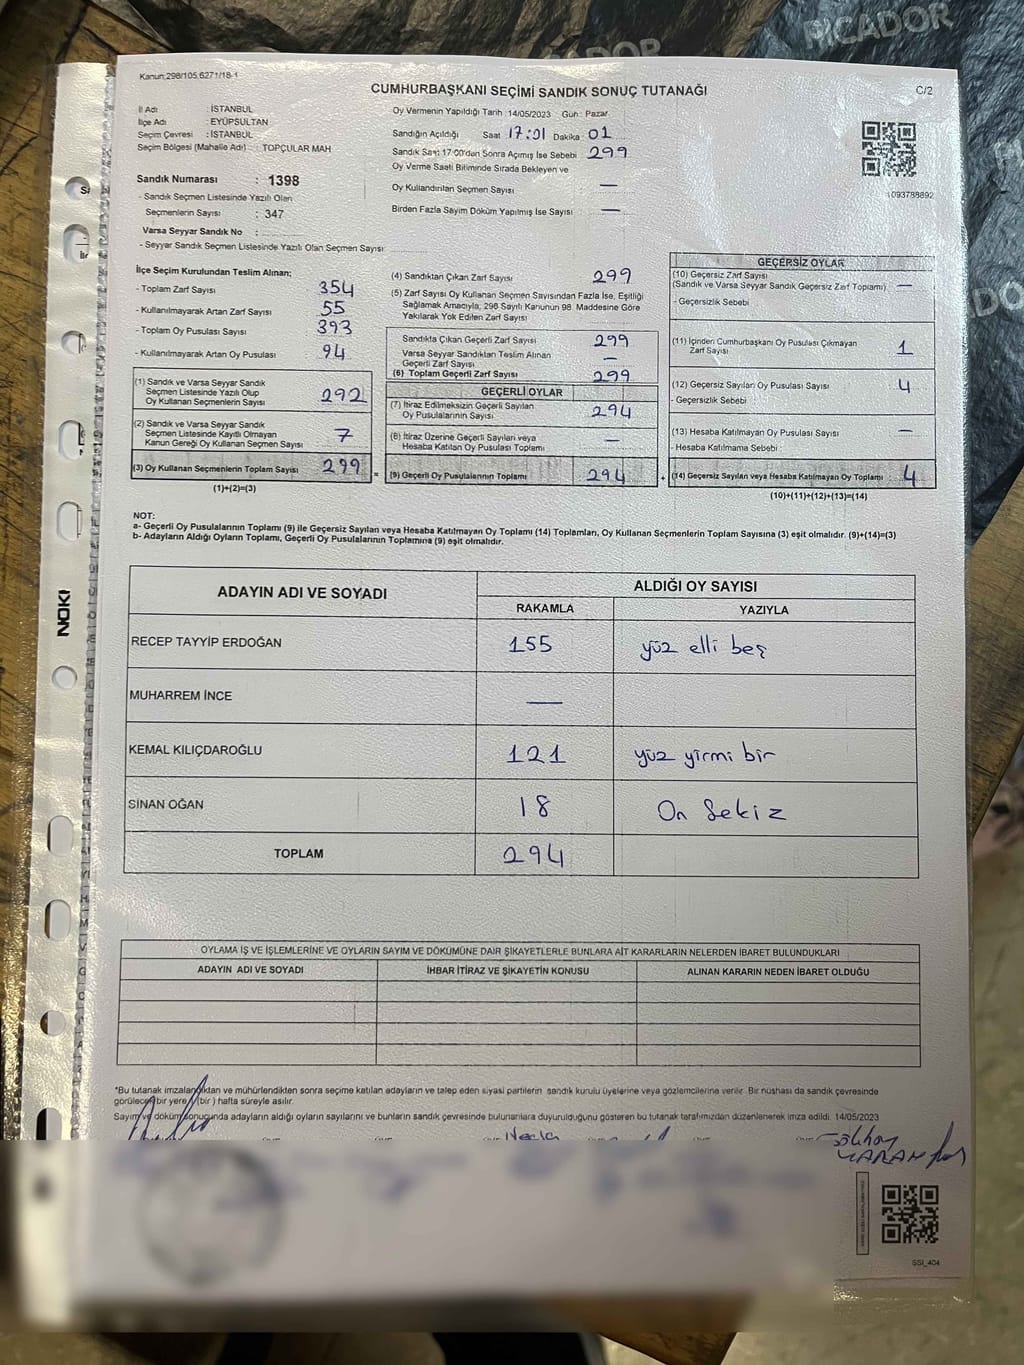 PICADOR
PICADOR
Kanun:298/105,6271/18-1
CUMHURBAŞKANI SEÇİMİ SANDIK SONUÇ TUTANAĞI
C/2
İl Adı : İSTANBUL
İlçe Adı : EYÜPSULTAN
Seçim Çevresi : İSTANBUL
Seçim Bölgesi (Mahalle Adı) : TOPÇULAR MAH
Oy Vermenin Yapıldığı Tarih 14/05/2023 Gün: Pazar
Sandığın Açıldığı Saat 17:01 Dakika 01
Sandık Saat 17:00'den Sonra Açımış İse Sebebi 299
Oy Verme Saati Bitiminde Sırada Bekleyen ve
Oy Kullandırılan Seçmen Sayısı —
Birden Fazla Sayım Döküm Yapılmış İse Sayısı —
1093788892
Sandık Numarası : 1398
- Sandık Seçmen Listesinde Yazılı Olan
Seçmenlerin Sayısı : 347
Varsa Seyyar Sandık No :
- Seyyar Sandık Seçmen Listesinde Yazılı Olan Seçmen Sayısı:
İlçe Seçim Kurulundan Teslim Alınan;
- Toplam Zarf Sayısı 354
- Kullanılmayarak Artan Zarf Sayısı 55
- Toplam Oy Pusulası Sayısı 393
- Kullanılmayarak Artan Oy Pusulası 94
(1) Sandık ve Varsa Seyyar Sandık
Seçmen Listesinde Yazılı Olup
Oy Kullanan Seçmenlerin Sayısı 292
(2) Sandık ve Varsa Seyyar Sandık
Seçmen Listesinde Kayıtlı Olmayan
Kanun Gereği Oy Kullanan Seçmen Sayısı 7
(3) Oy Kullanan Seçmenlerin Toplam Sayısı 299 =
(1)+(2)=(3)
(4) Sandıktan Çıkan Zarf Sayısı 299
(5) Zarf Sayısı Oy Kullanan Seçmen Sayısından Fazla İse, Eşitliği
Sağlamak Amacıyla, 298 Sayılı Kanunun 98. Maddesine Göre
Yakılarak Yok Edilen Zarf Sayısı
Sandıkta Çıkan Geçerli Zarf Sayısı 299
Varsa Seyyar Sandıktan Teslim Alınan
Geçerli Zarf Sayısı —
(6) Toplam Geçerli Zarf Sayısı 299
GEÇERLİ OYLAR
(7) İtiraz Edilmeksizin Geçerli Sayılan
Oy Pusulalarının Sayısı 294
(8) İtiraz Üzerine Geçerli Sayılan veya
Hesaba Katılan Oy Pusulası Toplamı —
(9) Geçerli Oy Pusulalarının Toplamı 294 +
GEÇERSİZ OYLAR
(10) Geçersiz Zarf Sayısı
(Sandık ve Varsa Seyyar Sandık Geçersiz Zarf Toplamı) —
- Geçersizlik Sebebi
(11) İçinden Cumhurbaşkanı Oy Pusulası Çıkmayan
Zarf Sayısı 1
(12) Geçersiz Sayılan Oy Pusulası Sayısı 4
- Geçersizlik Sebebi
(13) Hesaba Katılmayan Oy Pusulası Sayısı —
- Hesaba Katılmama Sebebi :
(14) Geçersiz Sayılan veya Hesaba Katılmayan Oy Toplamı : 4
(10)+(11)+(12)+(13)=(14)
NOT:
a- Geçerli Oy Pusulalarının Toplamı (9) ile Geçersiz Sayılan veya Hesaba Katılmayan Oy Toplamı (14) Toplamları, Oy Kullanan Seçmenlerin Toplam Sayısına (3) eşit olmalıdır. (9)+(14)=(3)
b- Adayların Aldığı Oyların Toplamı, Geçerli Oy Pusulalarının Toplamına (9) eşit olmalıdır.
NOKI
ADAYIN ADI VE SOYADI
ALDIĞI OY SAYISI
RAKAMLA YAZIYLA
RECEP TAYYİP ERDOĞAN 155 yüz elli beş
MUHARREM İNCE —
KEMAL KILIÇDAROĞLU 121 yüz yirmi bir
SİNAN OĞAN 18 On Sekiz
TOPLAM 294
OYLAMA İŞ VE İŞLEMLERİNE VE OYLARIN SAYIM VE DÖKÜMÜNE DAİR ŞİKAYETLERLE BUNLARA AİT KARARLARIN NELERDEN İBARET BULUNDUKLARI
ADAYIN ADI VE SOYADI İHBAR İTİRAZ VE ŞİKAYETİN KONUSU ALINAN KARARIN NEDEN İBARET OLDUĞU
*Bu tutanak imzalandıktan ve mühürlendikten sonra seçime katılan adayların ve talep eden siyasi partilerin sandık kurulu üyelerine veya gözlemcilerine verilir. Bir nüshası da sandık çevresinde
görülecek bir yere (bir) hafta süreyle asılır.
Sayım ve döküm sonucunda adayların aldığı oyların sayılarını ve bunların sandık çevresinde bulunanlara duyurulduğunu gösteren bu tutanak tarafımızdan düzenlenerek imza edildi. 14/05/2023
SSI_404